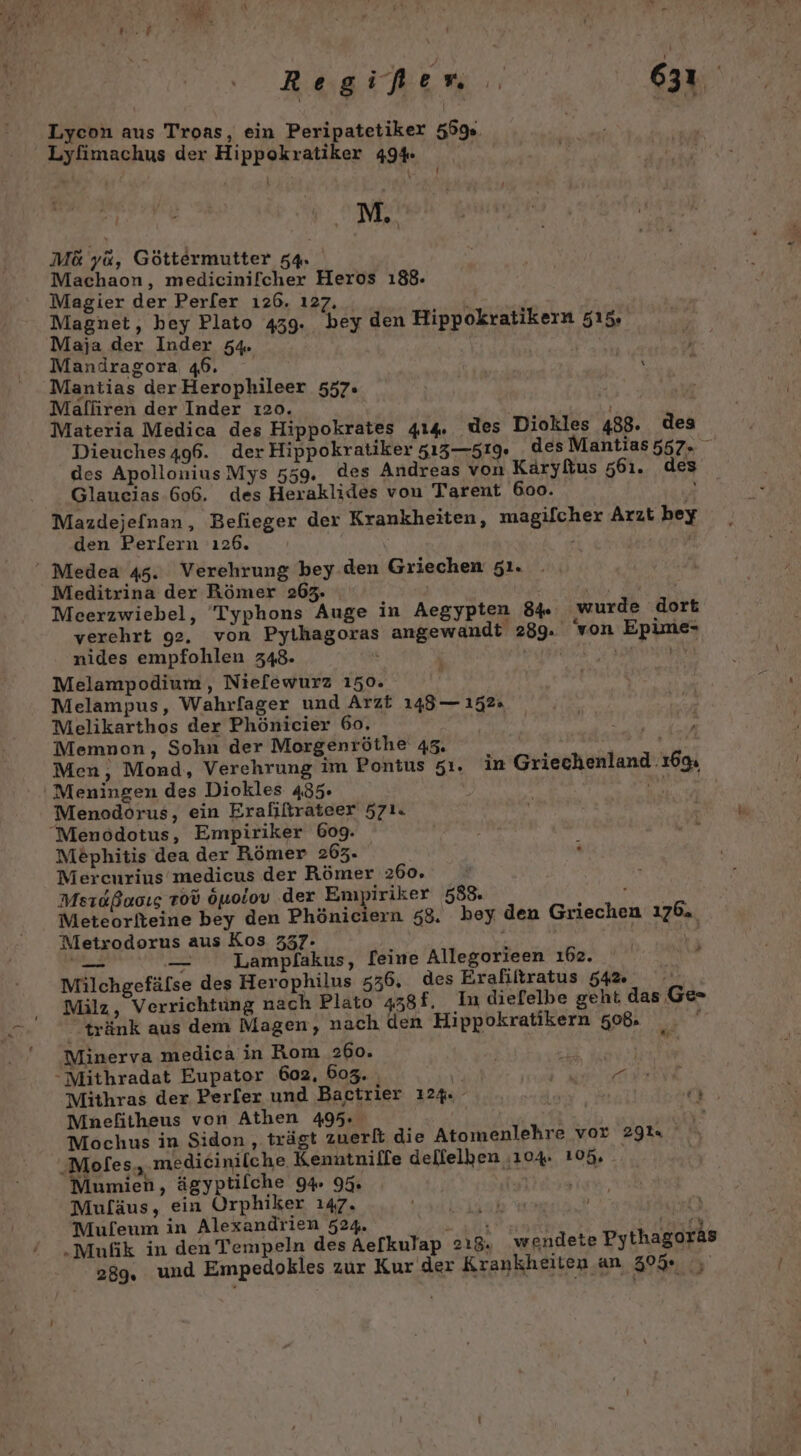 Regiſter. 631
Lycon aus Troas, ein Peripatetiker 569.
Lyſimachus der Hippokratiker 494.
M.
Μᾶ γᾶ, Göttermutter 54.
Machaon, mediciniſcher Heros 188.
Magier der Perſer 126. 127.
Magnet, bey Plato 439. bey den Hippokratikern 515.
Maja der Inder 54.
Mandragora 46.
Mantias der Herophileer 557.
Maſſiren der Inder 120.
Materia Medica des Hippokrates 414. des Diokles 488. des
Dieuches 496. der Hippokratiker 513—519. des Mantias 557.
des Apollonius Mys 559. des Andreas von Karyſtus 561. des
Glaucias 606. des Heraklides von Tarent 600.
Mazdejeſnan, Beſieger der Krankheiten, magiſcher Arzt bey
den Perſern 126.
Medea 45. Verehrung bey den Griechen 51.
Meditrina der Römer 263.
Meerzwiebel, Typhons Auge in Aegypten 84. wurde dort
verehrt 92. von Pythagoras angewandt 289. von Epime-
nides empfohlen 348.
Melampodium, Nieſewurz 150.
Melampus, Wahrſager und Arzt 148—152.
Melikarthos der Phönicier 60.
Memnon, Sohn der Morgenröthe 45.
Men, Mond, Verehrung im Pontus 51. in Griechenland 169.
Meningen des Diokles 485.
Menodorus, ein Eraſiſtrateer 571.
Menodotus, Empiriker 609.
Mephitis dea der Römer 263.
Mercurius medicus der Römer 260.
Μετάβασις τοῦ ὁμοίου der Empiriker 588.
Meteorſteine bey den Phöniciern 58. bey den Griechen 176.
Metrodorus aus Kos 337.
— — Lampſakus, ſeine Allegorieen 162.
Milchgefäſse des Herophilus 536. des Eraſiſtratus 542.
Milz, Verrichtung nach Plato 438f. In dieſelbe geht das Ge-
tränk aus dem Magen, nach den Hippokratikern 508.
Minerva medica in Rom 260.
Mithradat Eupator 602, 603.
Mithras der Perſer und Bactrier 124.
Mneſitheus von Athen 495.
Mochus in Sidon, trägt zuerſt die Atomenlehre vor 291.
Moſes, mediciniſche Kenntniſſe deſſelben 104. 105.
Mumien, ägyptiſche 94. 95.
Muſäus, ein Orphiker 147.
Muſeum in Alexandrien 524.
Muſik in den Tempeln des Aeſkulap 218. wendete Pythagoras
289. und Empedokles zur Kur der Krankheiten an 305.